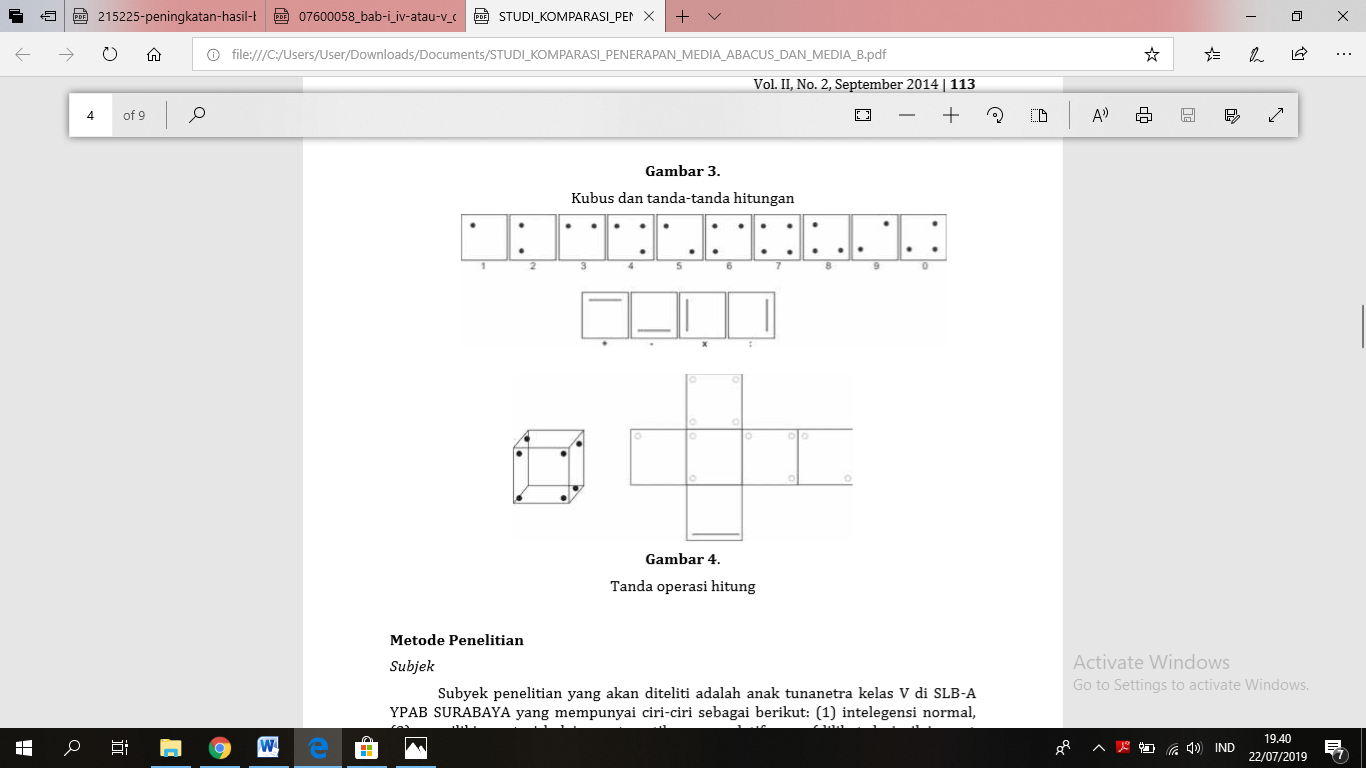 215225-peningkatan-hasil-b
07600058_bab-i_iv-atau-v_c
STUDI_KOMPARASI_PEN
file:///C:/Users/User/Downloads/Documents/STUDI_KOMPARASI_PENERAPAN_MEDIA_ABACUS_DAN_MEDIA_B.pdf
Vol. II, No. 2, September 2014 | 113
4 of 9
Gambar 3.
Kubus dan tanda-tanda hitungan
1 2 3 4 5 6 7 8 9 0
+ - x :
Gambar 4.
Tanda operasi hitung
Metode Penelitian
Subjek
Subyek penelitian yang akan diteliti adalah anak tunanetra kelas V di SLB-A
YPAB SURABAYA yang mempunyai ciri-ciri sebagai berikut: (1) intelegensi normal,
Activate Windows
Go to Settings to activate Windows.
IND
19.40
22/07/2019
7